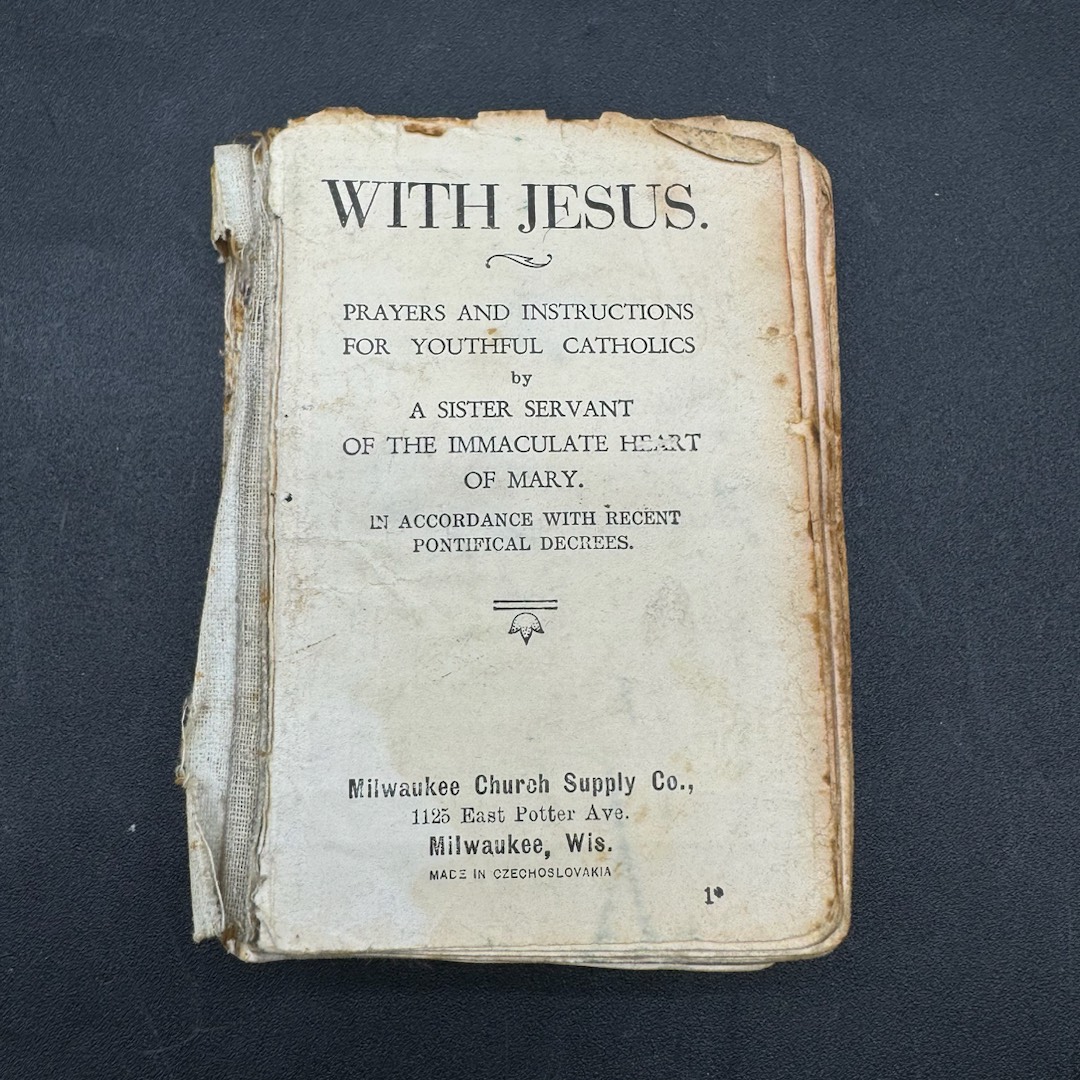 WITH JESUS.
PRAYERS AND INSTRUCTIONS
FOR YOUTHFUL CATHOLICS
by
A SISTER SERVANT
OF THE IMMACULATE HEART
OF MARY.
IN ACCORDANCE WITH RECENT
PONTIFICAL DECREES.
Milwaukee Church Supply Co.,
1125 East Potter Ave.
Milwaukee, Wis.
MADE IN CZECHOSLOVAKIA
1*